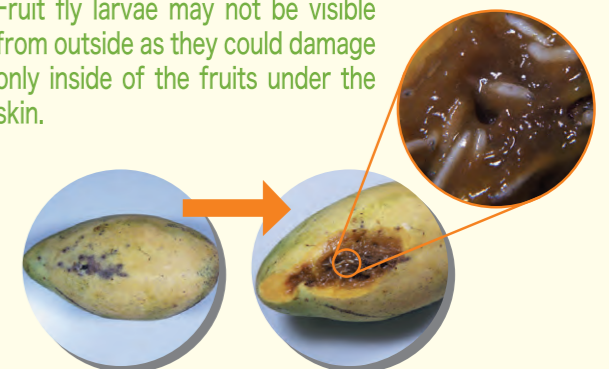 Fruit fly larvae may not be visible
from outside as they could damage
only inside of the fruits under the
skin.